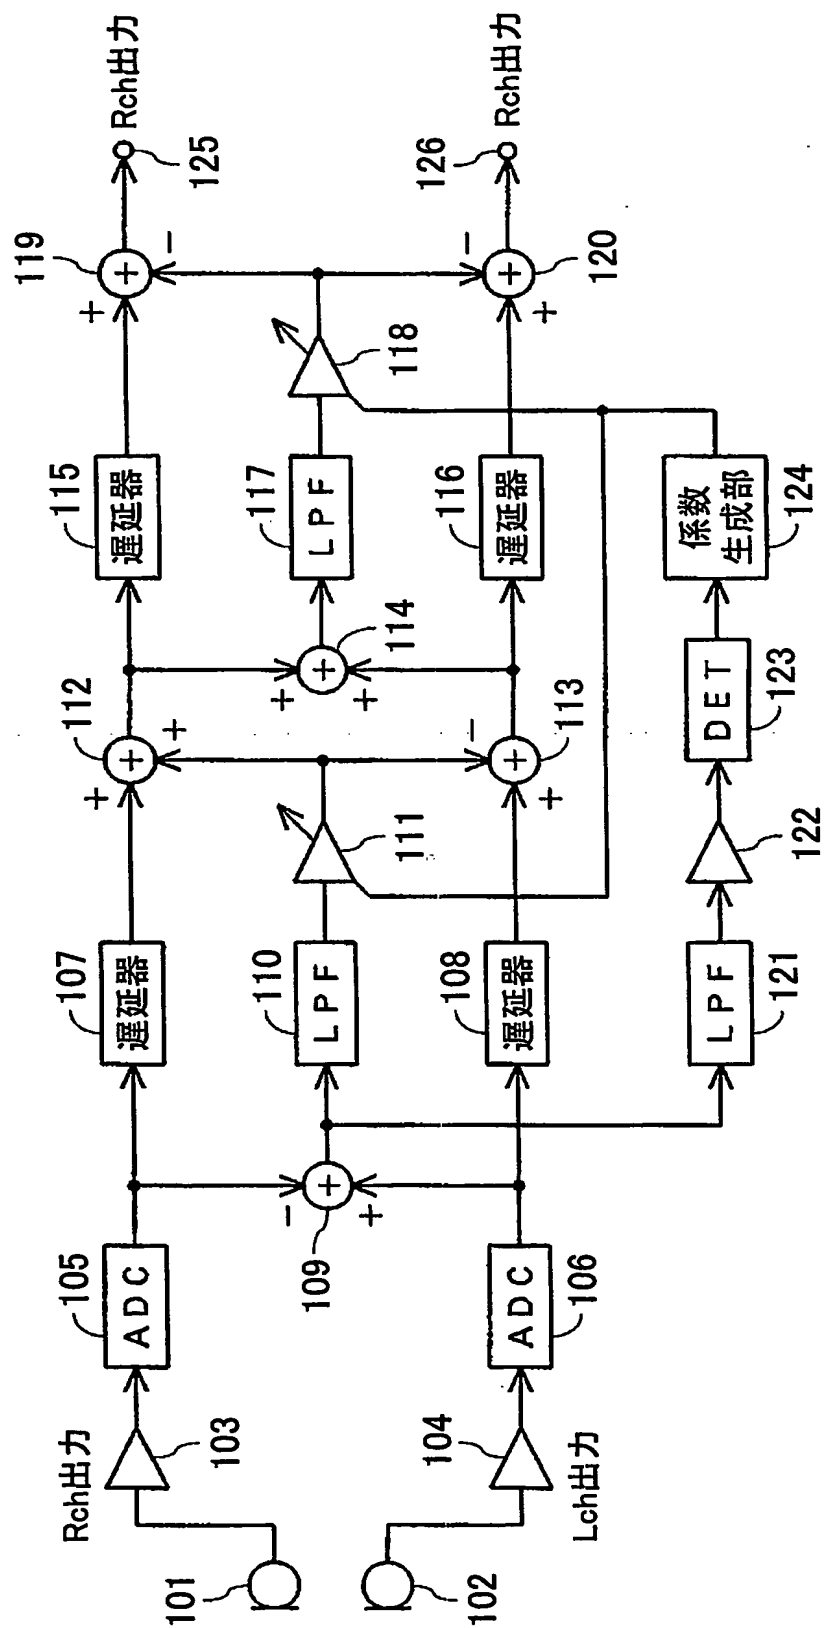 Rch出力
101
103
105
ADC
107
遅延器
112
+
+
+
115
遅延器
119
+
+
-
125
Rch出力
109
-
+
+
110
LPF
111
114
+
+
+
117
LPF
118
102
104
Lch出力
106
ADC
108
遅延器
113
+
-
+
116
遅延器
120
+
-
+
126
Rch出力
121
LPF
122
123
DET
124
係数
生成部